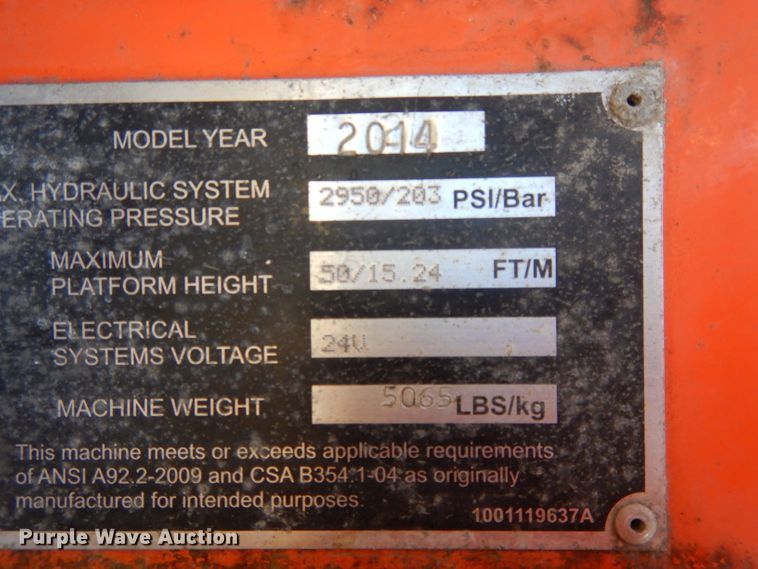 MODEL YEAR 2014
X. HYDRAULIC SYSTEM 2950/203 PSI/Bar
ERATING PRESSURE
MAXIMUM 50/15.24 FT/M
PLATFORM HEIGHT
ELECTRICAL 24V
SYSTEMS VOLTAGE
MACHINE WEIGHT 5065 LBS/kg
This machine meets or exceeds applicable requirements
of ANSI A92.2-2009 and CSA B354.1-04 as originally
manufactured for intended purposes.
1001119637A
Purple Wave Auction